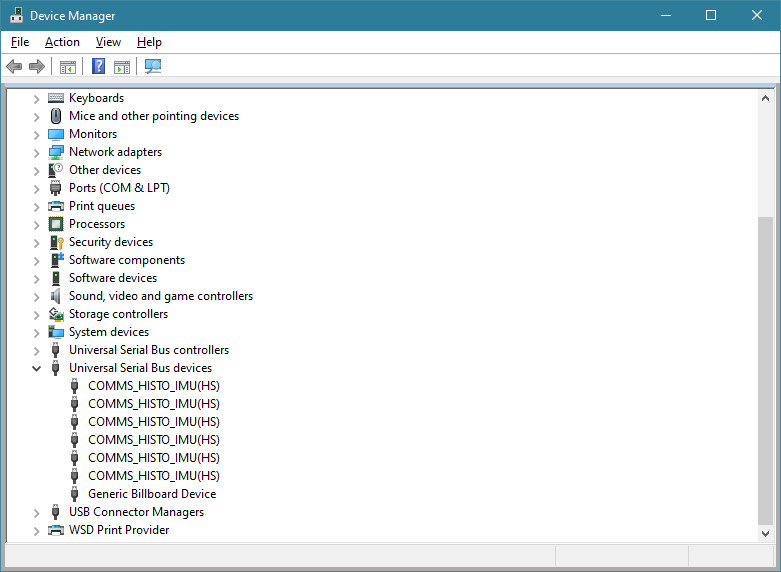 Device Manager
File Action View Help
Keyboards
Mice and other pointing devices
Monitors
Network adapters
Other devices
Ports (COM & LPT)
Print queues
Processors
Security devices
Software components
Software devices
Sound, video and game controllers
Storage controllers
System devices
Universal Serial Bus controllers
Universal Serial Bus devices
COMMS_HISTO_IMU(HS)
COMMS_HISTO_IMU(HS)
COMMS_HISTO_IMU(HS)
COMMS_HISTO_IMU(HS)
COMMS_HISTO_IMU(HS)
COMMS_HISTO_IMU(HS)
Generic Billboard Device
USB Connector Managers
WSD Print Provider